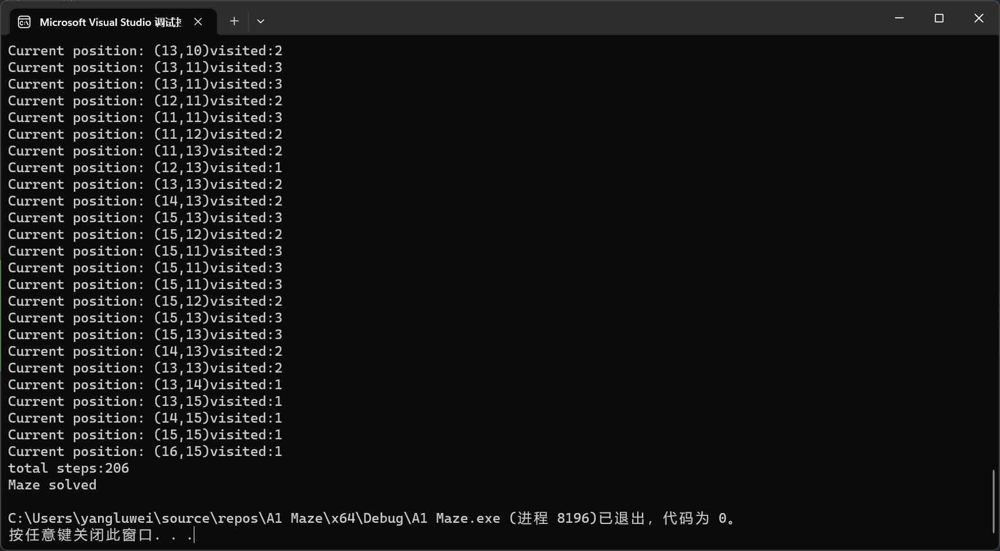 Microsoft Visual Studio 调试
Current position: (13,10)visited:2
Current position: (13,11)visited:3
Current position: (13,11)visited:3
Current position: (12,11)visited:2
Current position: (11,11)visited:3
Current position: (11,12)visited:2
Current position: (11,13)visited:2
Current position: (12,13)visited:1
Current position: (13,13)visited:2
Current position: (14,13)visited:2
Current position: (15,13)visited:3
Current position: (15,12)visited:2
Current position: (15,11)visited:3
Current position: (15,11)visited:3
Current position: (15,11)visited:3
Current position: (15,12)visited:2
Current position: (15,13)visited:3
Current position: (15,13)visited:3
Current position: (14,13)visited:2
Current position: (13,13)visited:2
Current position: (13,14)visited:1
Current position: (13,15)visited:1
Current position: (14,15)visited:1
Current position: (15,15)visited:1
Current position: (16,15)visited:1
total steps:206
Maze solved
C:\Users\yangluwei\source\repos\A1 Maze\x64\Debug\A1 Maze.exe (进程 8196)已退出，代码为 0。
按任意键关闭此窗口. . .